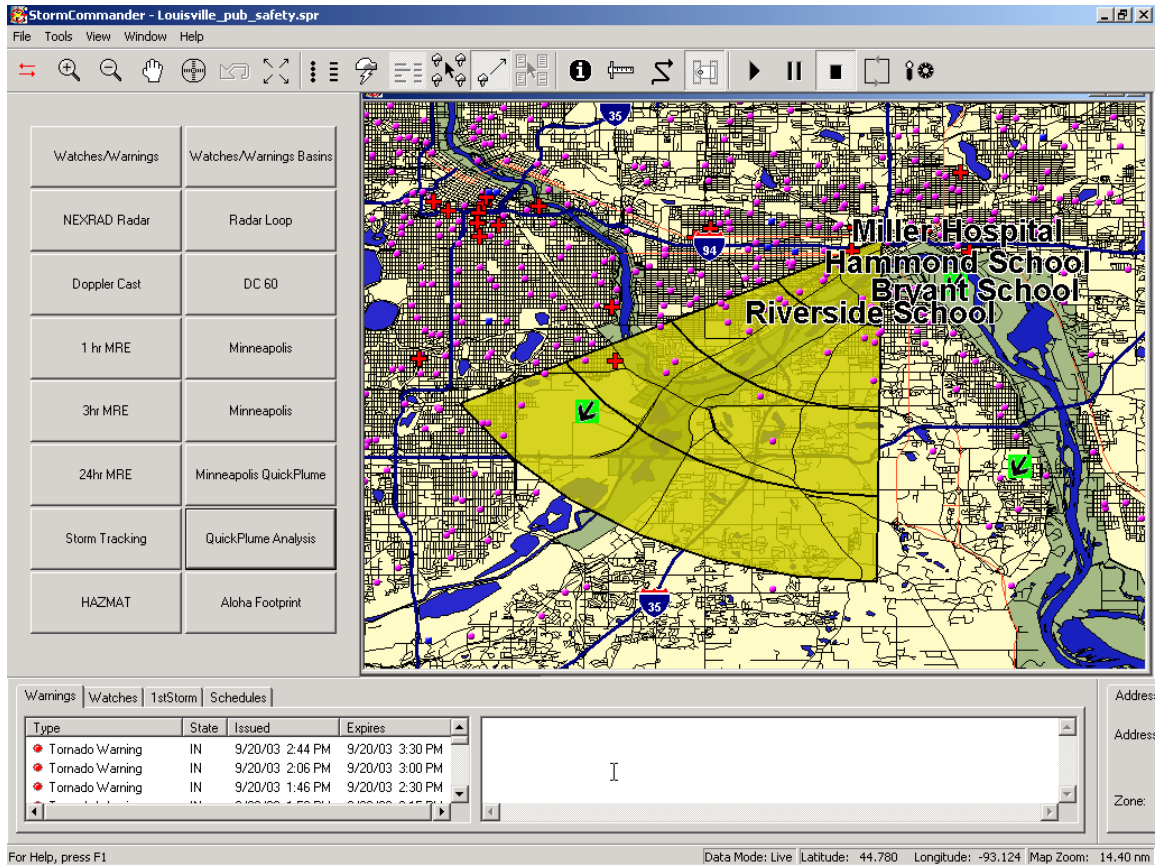 StormCommander - Louisville_pub_safety.spr
File Tools View Window Help
Watches/Warnings Watches/Warnings Basins
NEXRAD Radar Radar Loop
Doppler Cast DC 60
1 hr MRE Minneapolis
3hr MRE Minneapolis
24hr MRE Minneapolis QuickPlume
Storm Tracking QuickPlume Analysis
HAZMAT Aloha Footprint
35
94
Miller Hospital
Hammond School
Bryant School
Riverside School
35
Warnings Watches 1stStorm Schedules
Type State Issued Expires
Tornado Warning IN 9/20/03 2:44 PM 9/20/03 3:30 PM
Tornado Warning IN 9/20/03 2:06 PM 9/20/03 3:00 PM
Tornado Warning IN 9/20/03 1:46 PM 9/20/03 2:30 PM
Address
Address
Zone:
For Help, press F1
Data Mode: Live Latitude: 44.780 Longitude: -93.124 Map Zoom: 14.40 nm